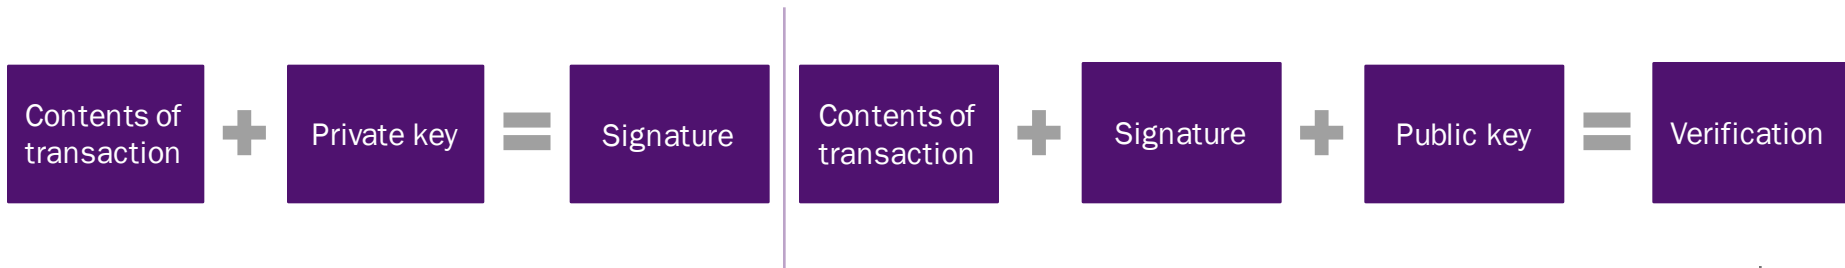 Contents of
transaction
Private key
Signature
Contents of
transaction
Signature
Public key
Verification